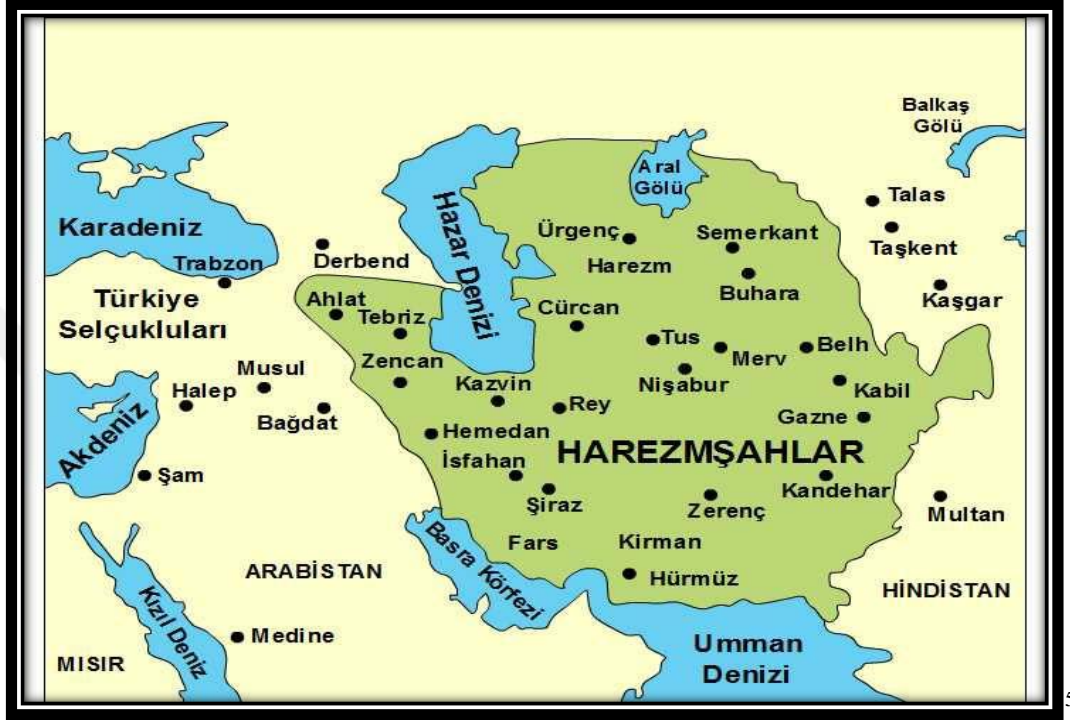 Balkaş
Gölü
Aral
Gölü
Talas
Karadeniz
Hazar Denizi
Ürgenç
Semerkant
Taşkent
Derbend
Harezm
Trabzon
Buhara
Kaşgar
Türkiye
Selçukluları
Ahlat
Tebriz
Cürcan
Tus
Merv
Belh
Zencan
Musul
Kazvin
Nişabur
Kabil
Halep
Rey
Gazne
Bağdat
Akdeniz
Hemedan
HAREZMŞAHLAR
İsfahan
Şam
Kandehar
Şiraz
Zerenç
Multan
Basra Körfezi
Fars
Kirman
ARABİSTAN
Hürmüz
HİNDİSTAN
Kızıl Deniz
Medine
Umman
Denizi
MISIR
5